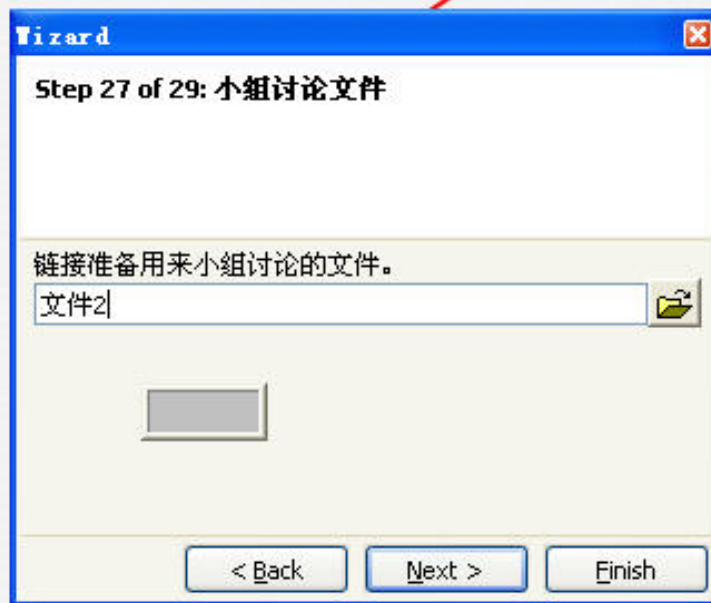 Wizard
Step 27 of 29: 小组讨论文件
链接准备用来小组讨论的文件。
文件2
< Back
Next >
Finish